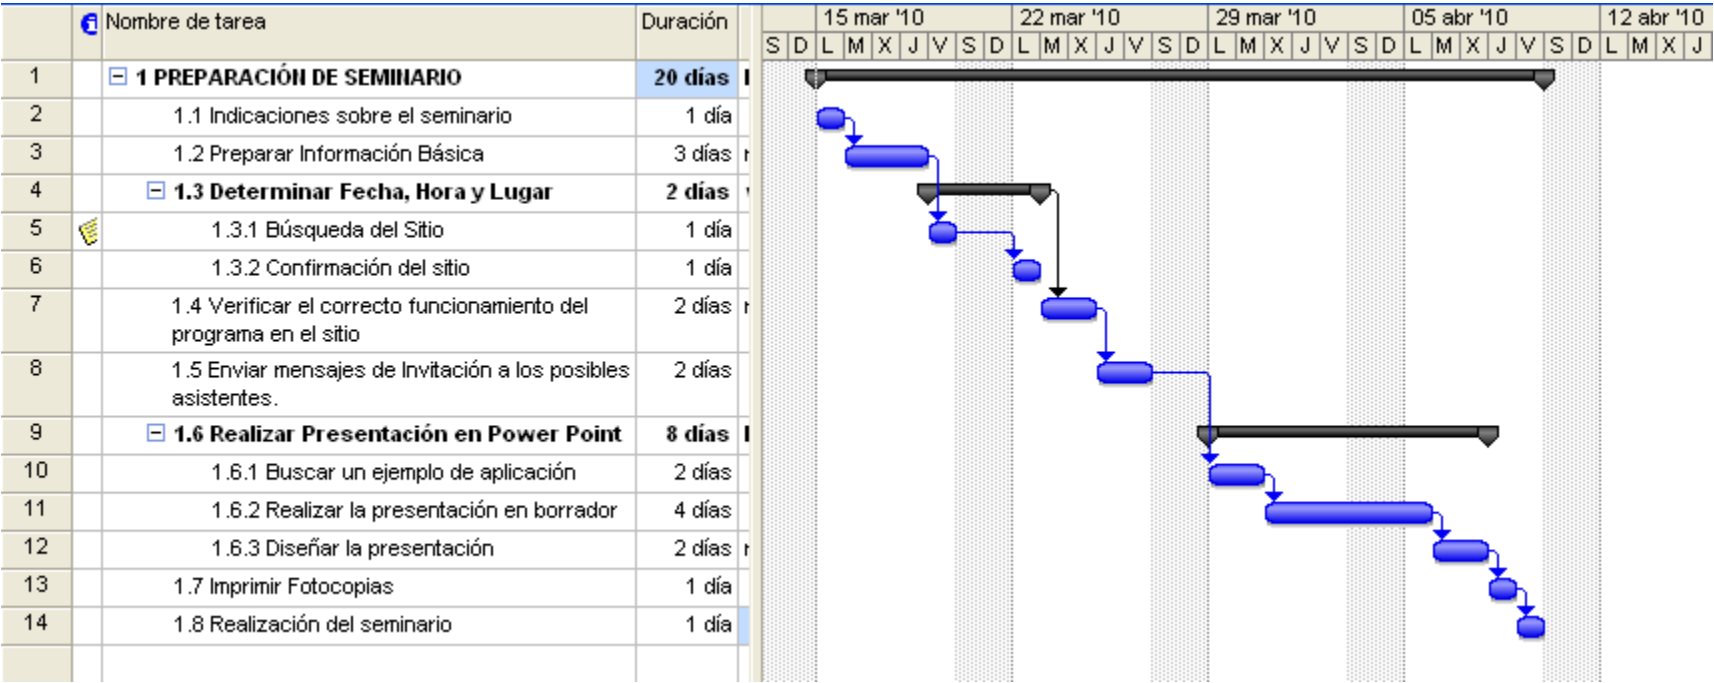 Nombre de tarea Duración 15 mar '10 22 mar '10 29 mar '10 05 abr '10 12 abr '10
S D L M X J V S D L M X J V S D L M X J V S D L M X J V S D L M X J
1 1 PREPARACIÓN DE SEMINARIO 20 días
2 1.1 Indicaciones sobre el seminario 1 día
3 1.2 Preparar Información Básica 3 días
4 1.3 Determinar Fecha, Hora y Lugar 2 días
5 1.3.1 Búsqueda del Sitio 1 día
6 1.3.2 Confirmación del sitio 1 día
7 1.4 Verificar el correcto funcionamiento del 2 días
programa en el sitio
8 1.5 Enviar mensajes de Invitación a los posibles 2 días
asistentes.
9 1.6 Realizar Presentación en Power Point 8 días
10 1.6.1 Buscar un ejemplo de aplicación 2 días
11 1.6.2 Realizar la presentación en borrador 4 días
12 1.6.3 Diseñar la presentación 2 días
13 1.7 Imprimir Fotocopias 1 día
14 1.8 Realización del seminario 1 día